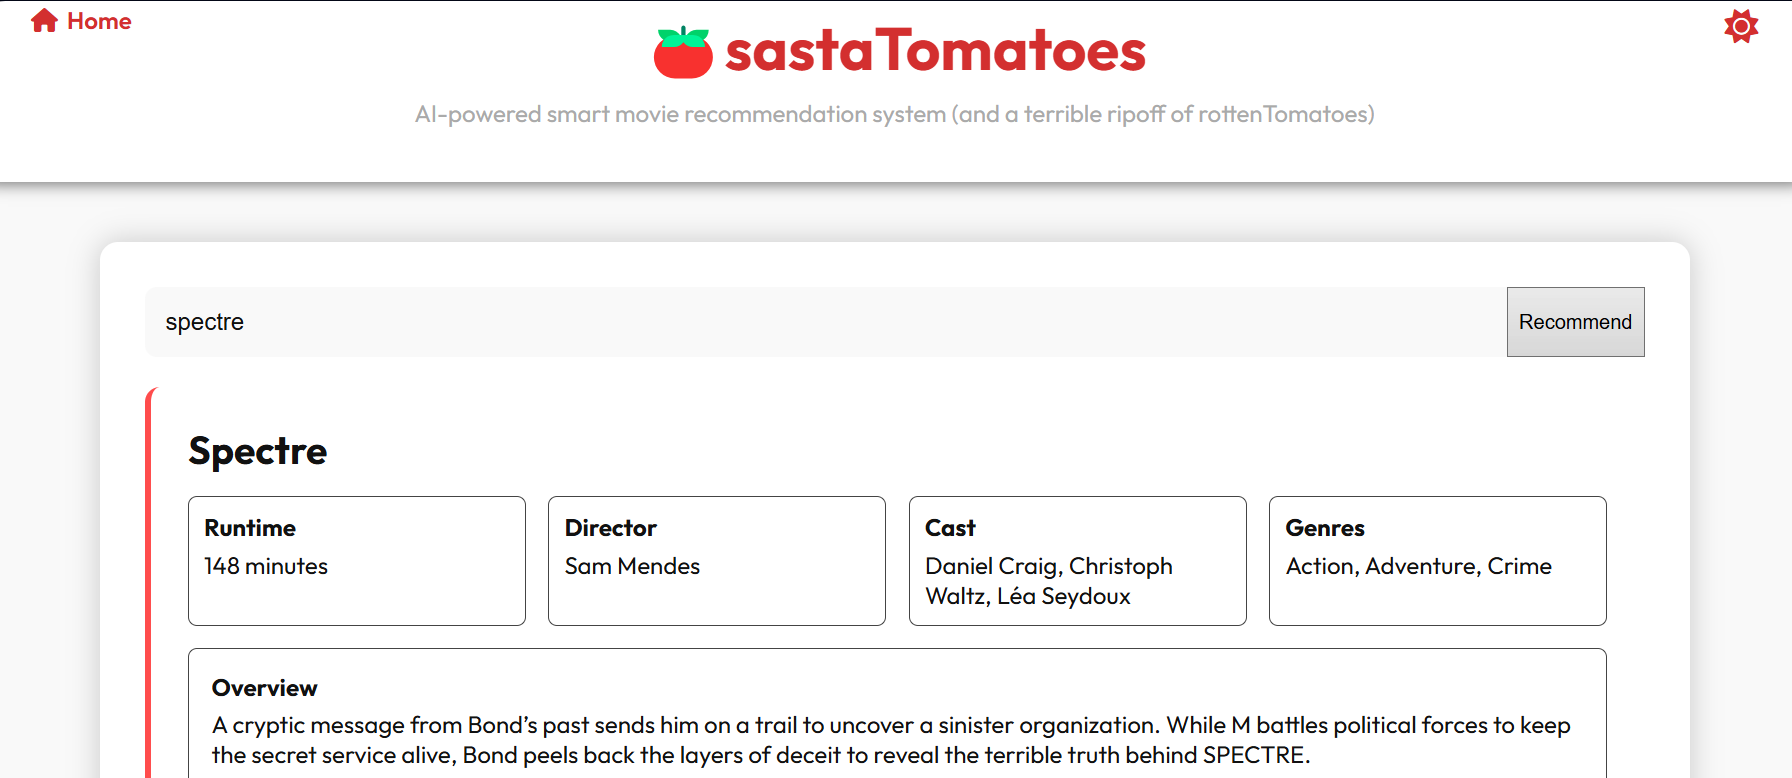 Home
sastaTomatoes
AI-powered smart movie recommendation system (and a terrible ripoff of rottenTomatoes)
spectre
Recommend
Spectre
Runtime
148 minutes
Director
Sam Mendes
Cast
Daniel Craig, Christoph
Waltz, Léa Seydoux
Genres
Action, Adventure, Crime
Overview
A cryptic message from Bond’s past sends him on a trail to uncover a sinister organization. While M battles political forces to keep
the secret service alive, Bond peels back the layers of deceit to reveal the terrible truth behind SPECTRE.